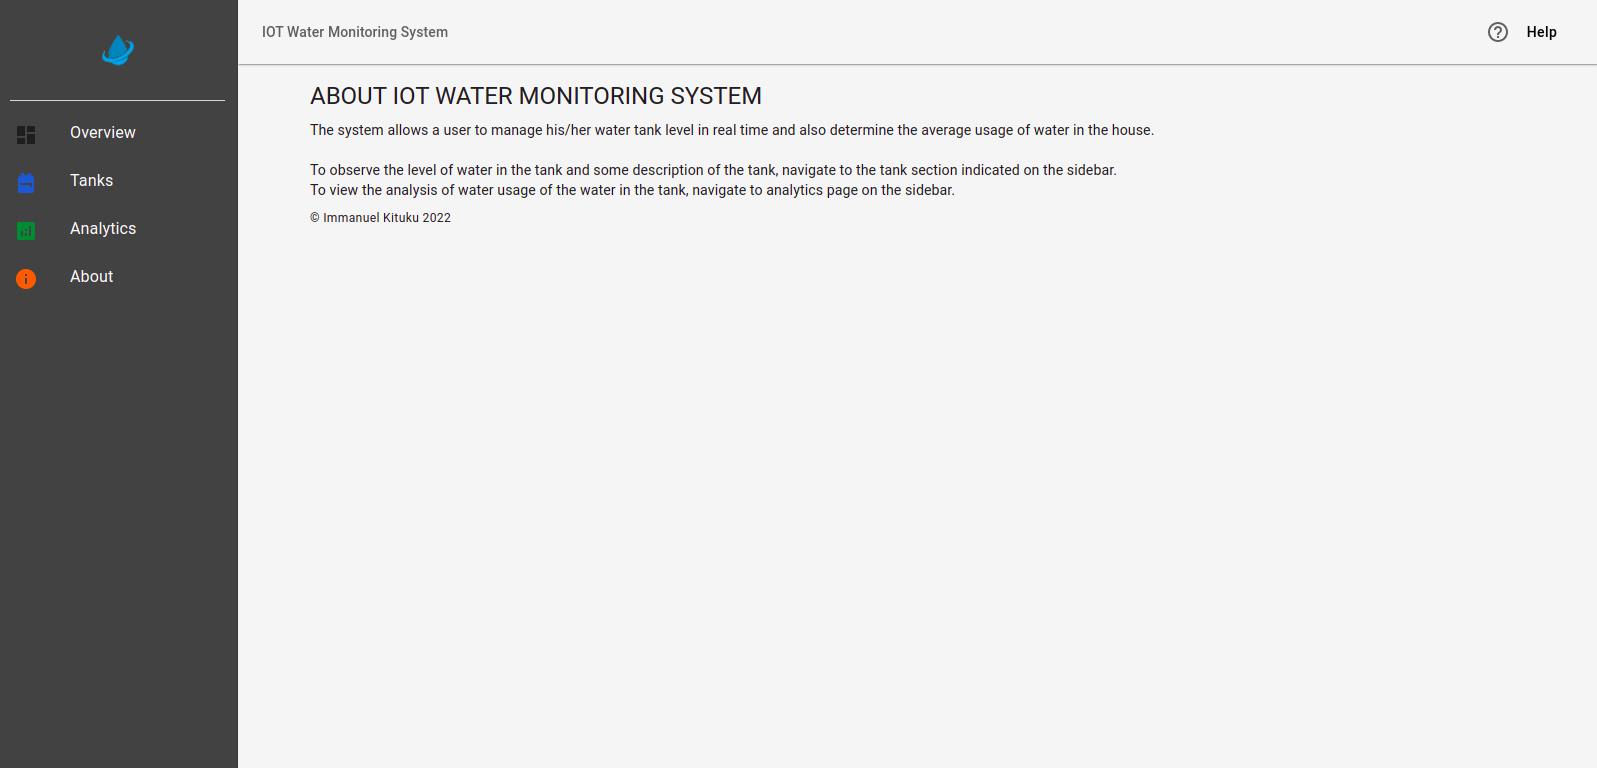 IOT Water Monitoring System
Help
Overview
Tanks
Analytics
About
ABOUT IOT WATER MONITORING SYSTEM
The system allows a user to manage his/her water tank level in real time and also determine the average usage of water in the house.
To observe the level of water in the tank and some description of the tank, navigate to the tank section indicated on the sidebar.
To view the analysis of water usage of the water in the tank, navigate to analytics page on the sidebar.
© Immanuel Kituku 2022